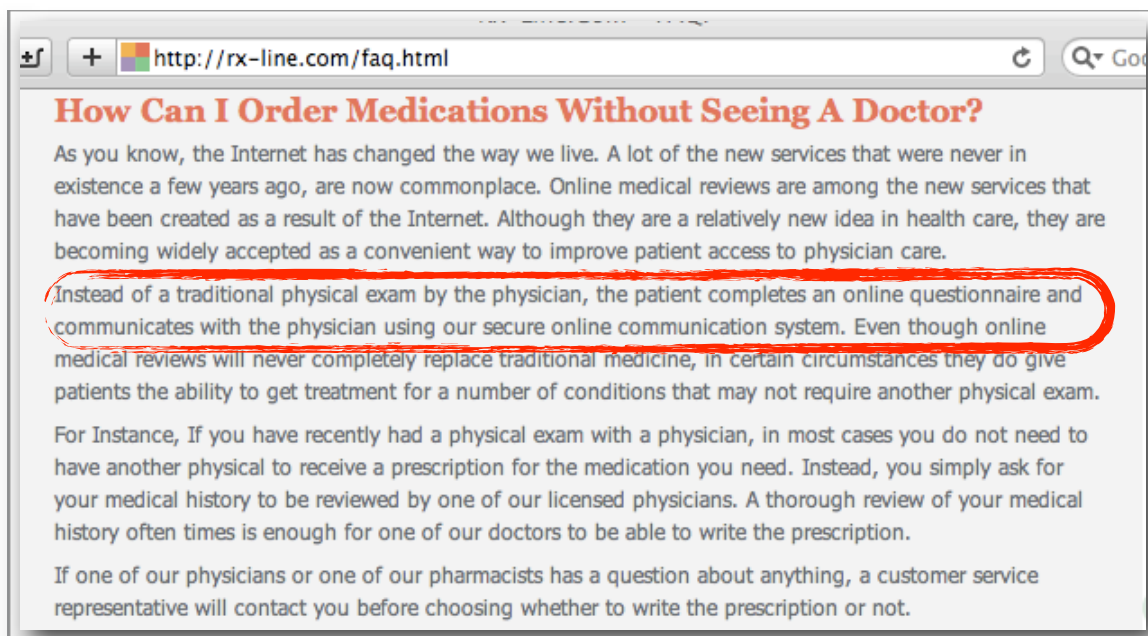 http://rx-line.com/faq.html
How Can I Order Medications Without Seeing A Doctor?
As you know, the Internet has changed the way we live. A lot of the new services that were never in
existence a few years ago, are now commonplace. Online medical reviews are among the new services that
have been created as a result of the Internet. Although they are a relatively new idea in health care, they are
becoming widely accepted as a convenient way to improve patient access to physician care.
Instead of a traditional physical exam by the physician, the patient completes an online questionnaire and
communicates with the physician using our secure online communication system. Even though online
medical reviews will never completely replace traditional medicine, in certain circumstances they do give
patients the ability to get treatment for a number of conditions that may not require another physical exam.
For Instance, If you have recently had a physical exam with a physician, in most cases you do not need to
have another physical to receive a prescription for the medication you need. Instead, you simply ask for
your medical history to be reviewed by one of our licensed physicians. A thorough review of your medical
history often times is enough for one of our doctors to be able to write the prescription.
If one of our physicians or one of our pharmacists has a question about anything, a customer service
representative will contact you before choosing whether to write the prescription or not.